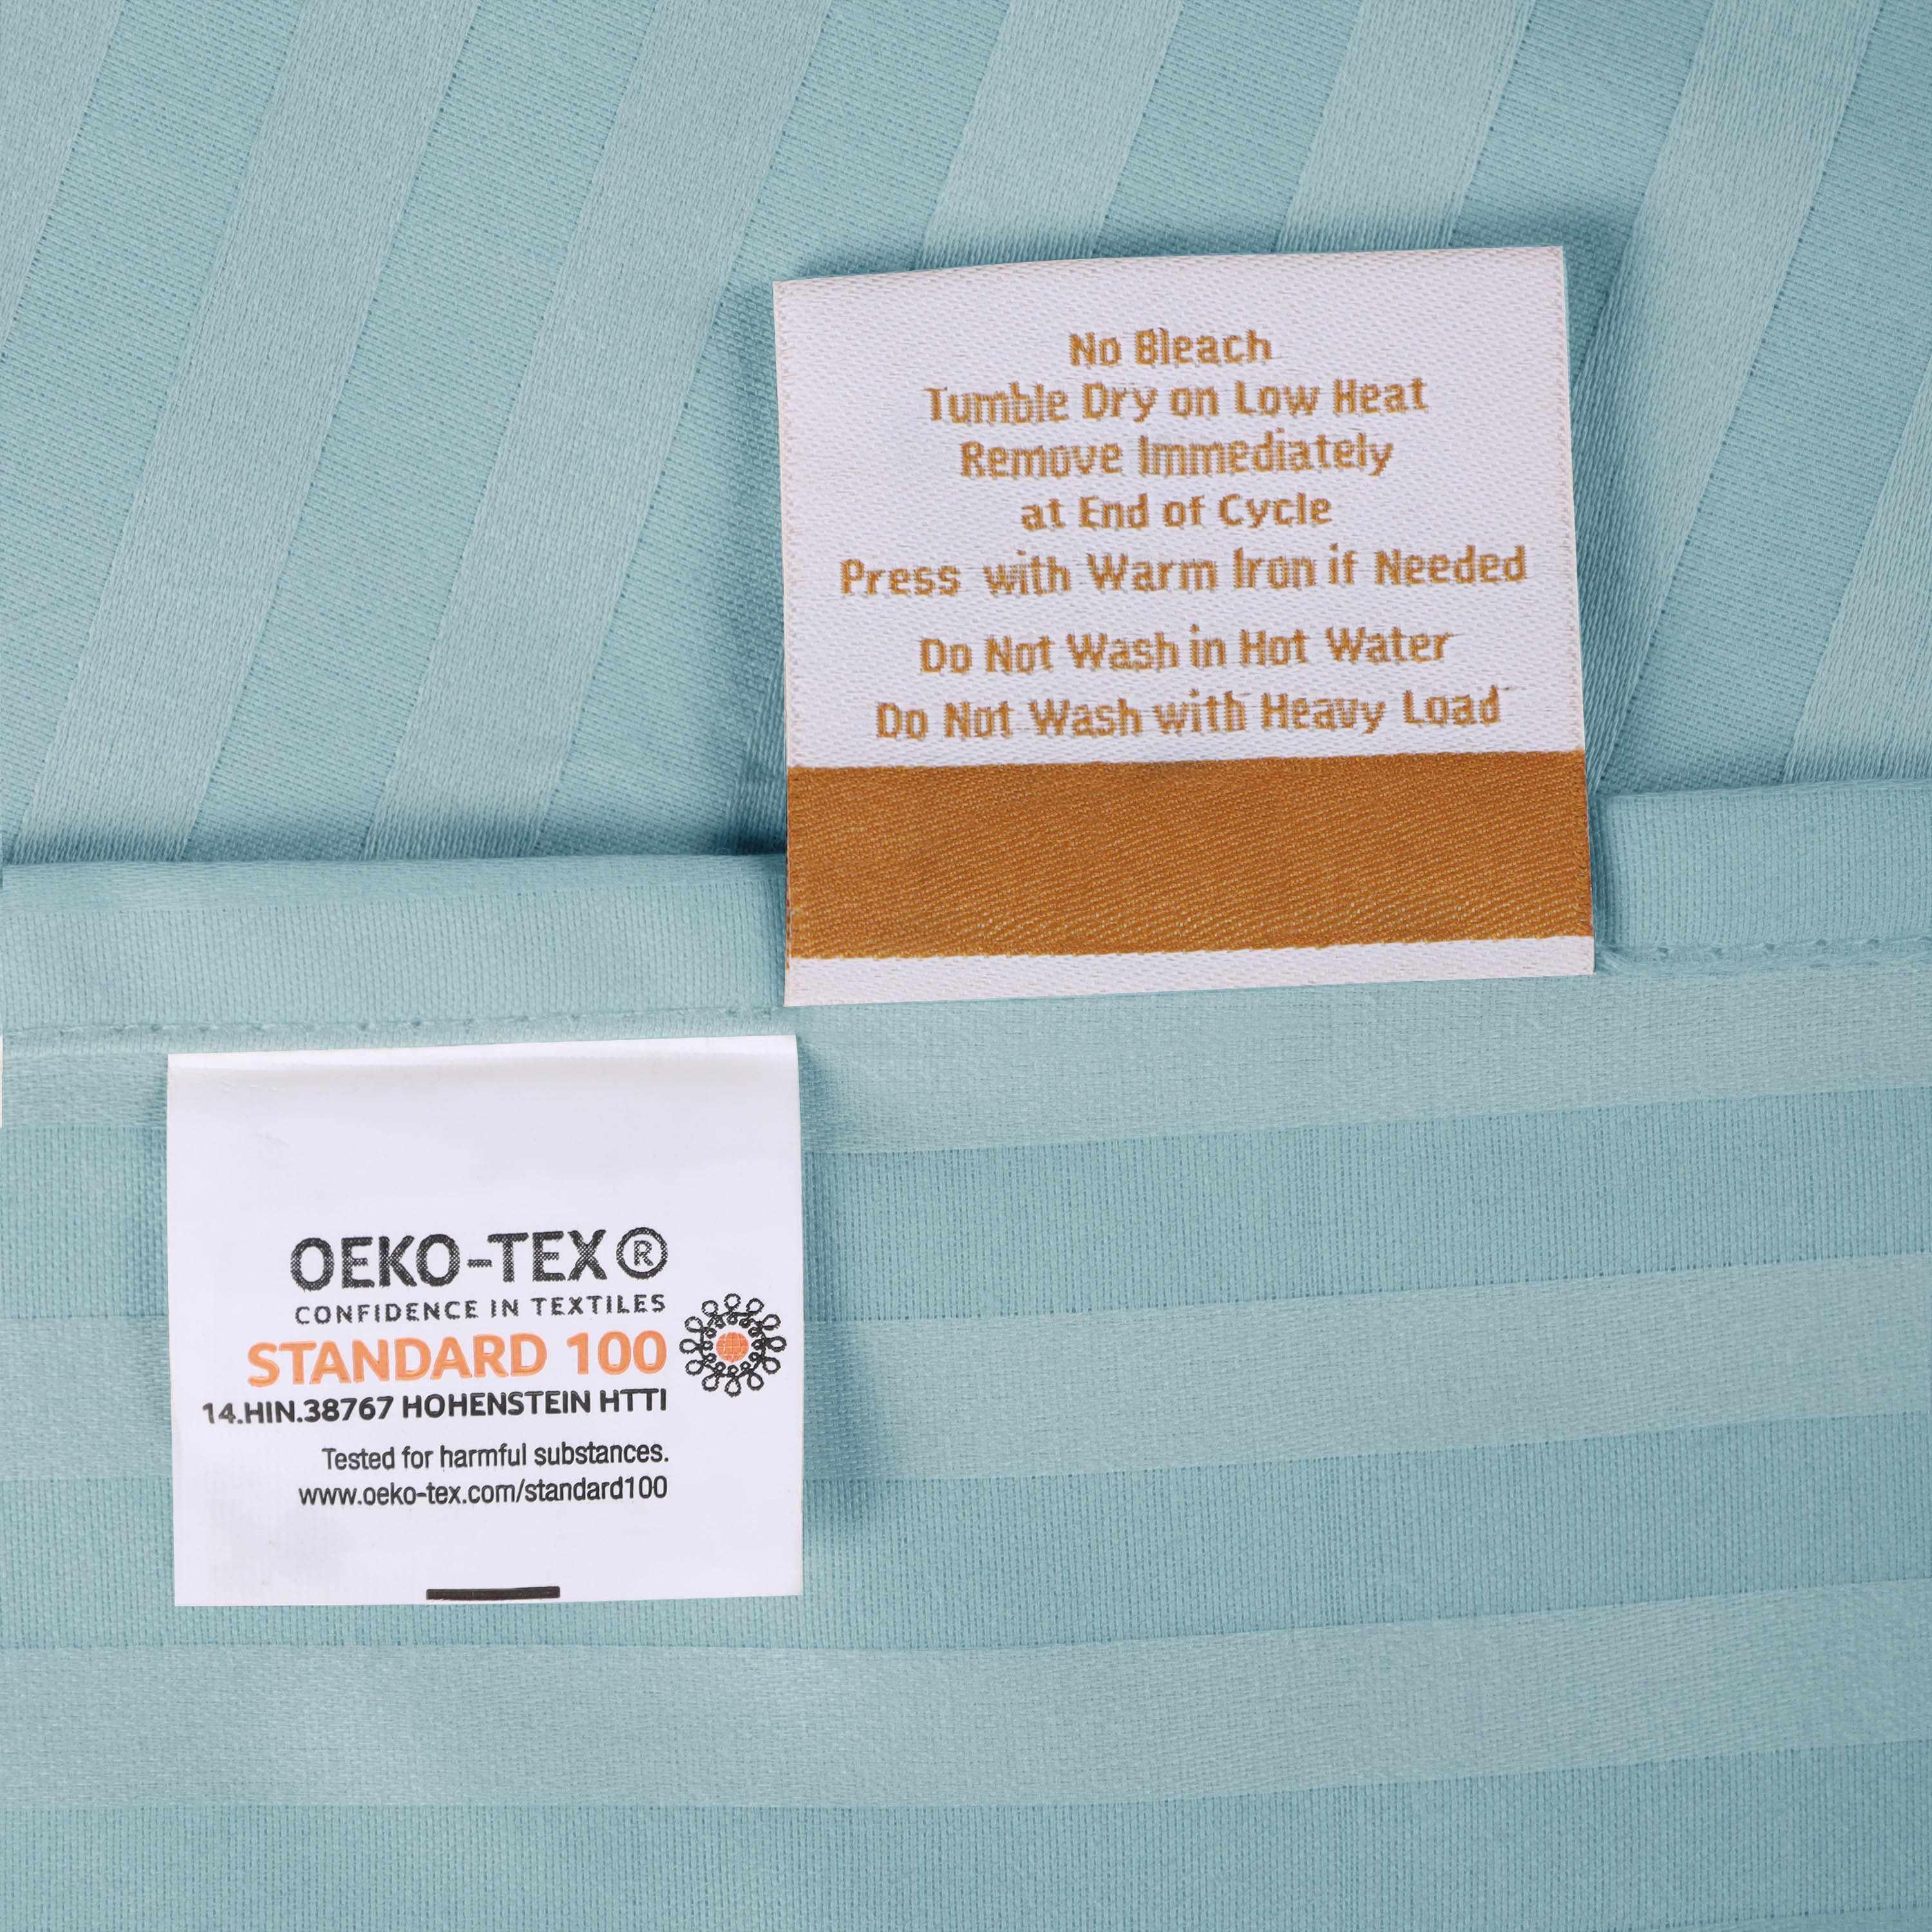 No Bleach
Tumble Dry on Low Heat
Remove Immediately
at End of Cycle
Press with Warm Iron if Needed
Do Not Wash in Hot Water
Do Not Wash with Heavy Load
OEKO-TEX®
CONFIDENCE IN TEXTILES
STANDARD 100
14.HIN.38767 HOHENSTEIN HTTI
Tested for harmful substances.
www.oeko-tex.com/standard100